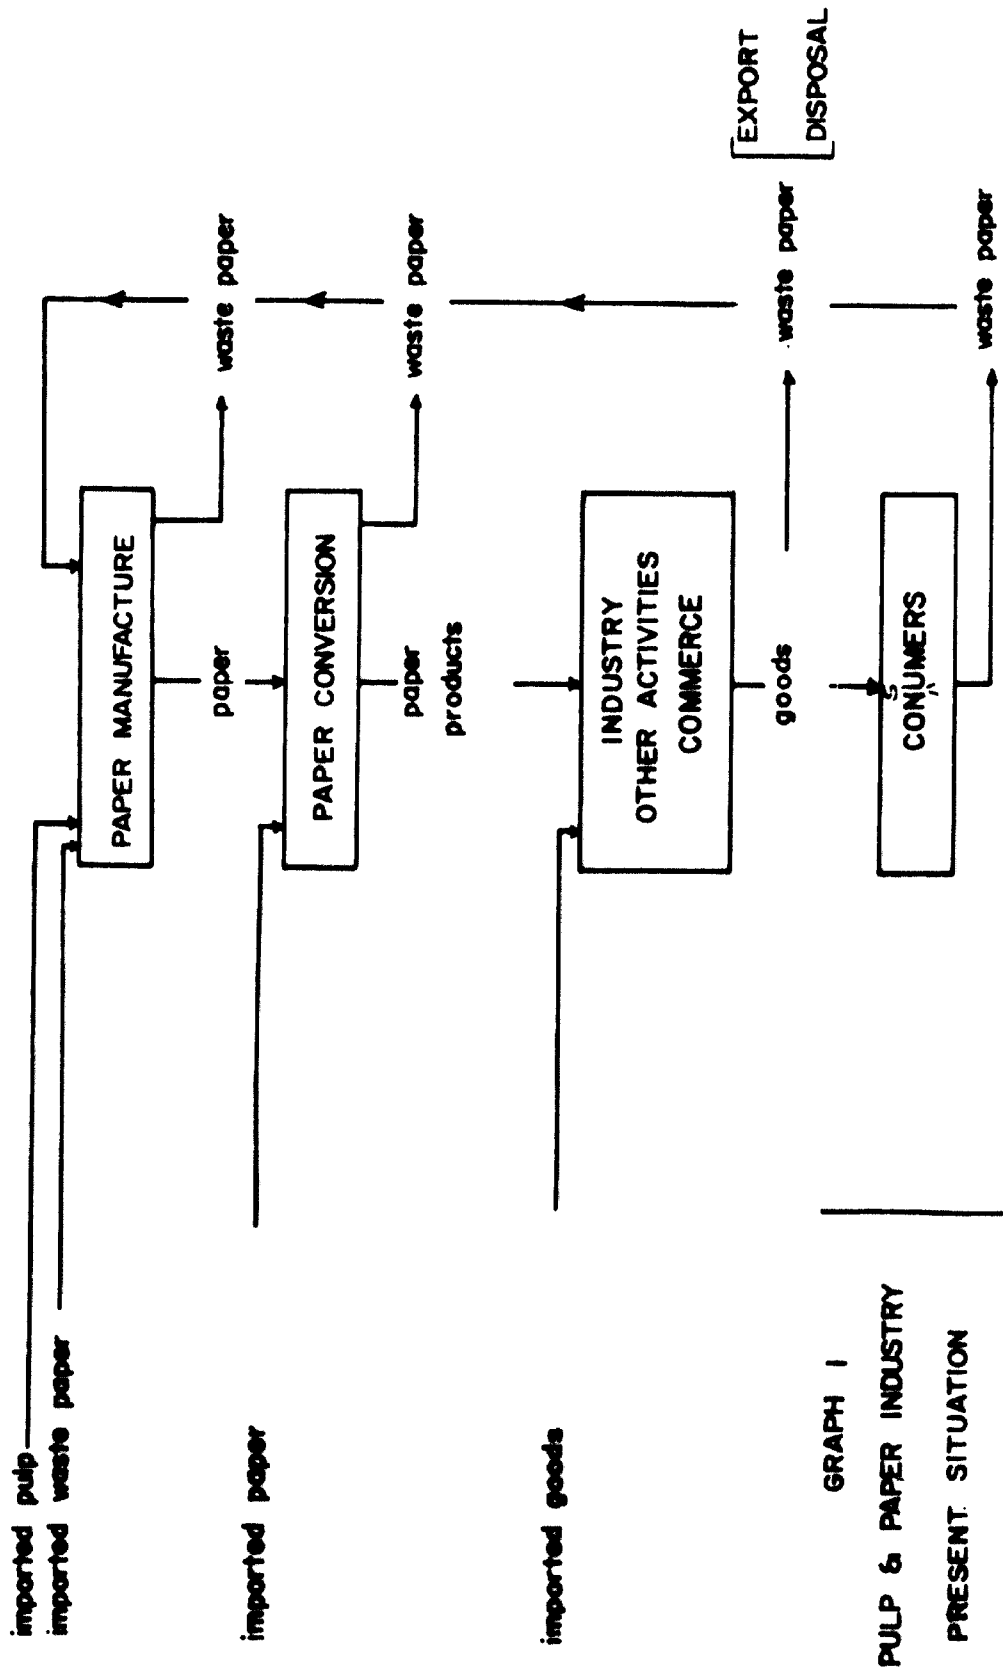 imported pulp
imported waste paper
PAPER MANUFACTURE
waste paper
paper
imported paper
PAPER CONVERSION
waste paper
paper
products
imported goods
INDUSTRY
OTHER ACTIVITIES
COMMERCE
goods
waste paper
EXPORT
DISPOSAL
CONUMERS
S
waste paper
GRAPH 1
PULP & PAPER INDUSTRY
PRESENT SITUATION